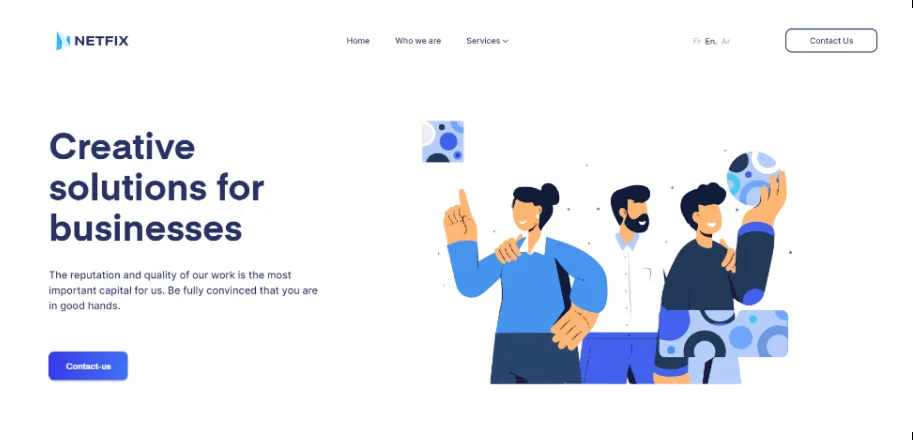 NETFIX
Home Who we are Services Fr En. Ar Contact Us
Creative
solutions for
businesses
The reputation and quality of our work is the most
important capital for us. Be fully convinced that you are
in good hands.
Contact-us